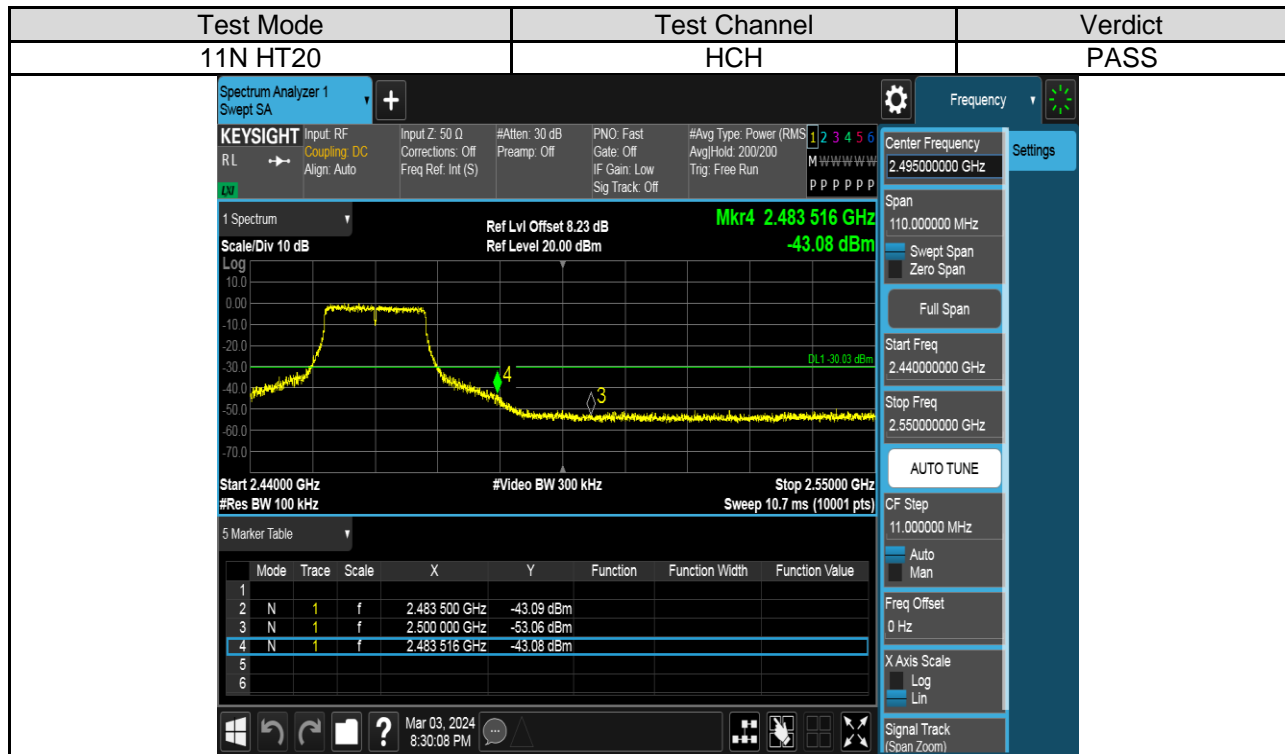 Test Mode Test Channel Verdict
11N HT20 HCH PASS
Spectrum Analyzer 1
Swept SA
+
Frequency
KEYSIGHT Input: RF Input Z: 50 Ω #Atten: 30 dB PNO: Fast #Avg Type: Power (RMS 1 2 3 4 5 6
RL Coupling: DC Corrections: Off Preamp: Off Gate: Off Avg|Hold: 200/200 M W W W W W
Align: Auto Freq Ref: Int (S) IF Gain: Low Trig: Free Run
LXI Sig Track: Off P P P P P P
1 Spectrum Ref Lvl Offset 8.23 dB Mkr4 2.483 516 GHz
Scale/Div 10 dB Ref Level 20.00 dBm -43.08 dBm
Log
10.0
0.00
-10.0
-20.0
DL1 -30.03 dBm
-30.0
4
-40.0
3
-50.0
-60.0
-70.0
Start 2.44000 GHz #Video BW 300 kHz Stop 2.55000 GHz
#Res BW 100 kHz Sweep 10.7 ms (10001 pts)
5 Marker Table
Mode Trace Scale X Y Function Function Width Function Value
1
2 N 1 f 2.483 500 GHz -43.09 dBm
3 N 1 f 2.500 000 GHz -53.06 dBm
4 N 1 f 2.483 516 GHz -43.08 dBm
5
6
?
Mar 03, 2024
8:30:08 PM
Center Frequency
2.495000000 GHz
Settings
Span
110.000000 MHz
Swept Span
Zero Span
Full Span
Start Freq
2.440000000 GHz
Stop Freq
2.550000000 GHz
AUTO TUNE
CF Step
11.000000 MHz
Auto
Man
Freq Offset
0 Hz
X Axis Scale
Log
Lin
Signal Track
(Span Zoom)